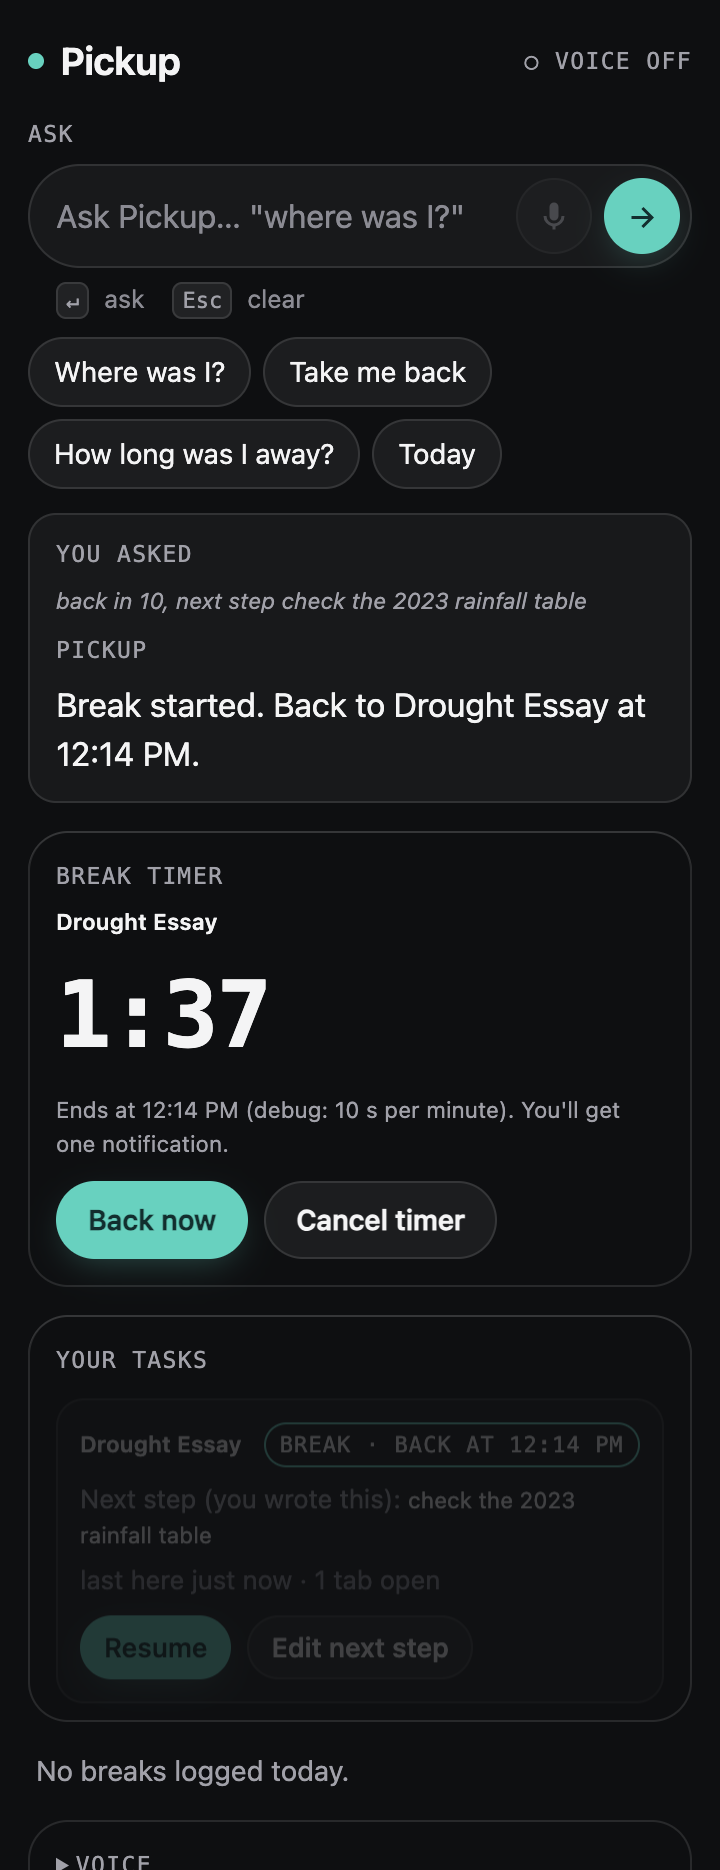 Pickup
VOICE OFF
ASK
Ask Pickup... "where was I?"
↵ ask Esc clear
Where was I? Take me back
How long was I away? Today
YOU ASKED
back in 10, next step check the 2023 rainfall table
PICKUP
Break started. Back to Drought Essay at
12:14 PM.
BREAK TIMER
Drought Essay
1:37
Ends at 12:14 PM (debug: 10 s per minute). You'll get
one notification.
Back now Cancel timer
YOUR TASKS
Drought Essay BREAK · BACK AT 12:14 PM
Next step (you wrote this): check the 2023
rainfall table
last here just now · 1 tab open
Resume Edit next step
No breaks logged today.
VOICE